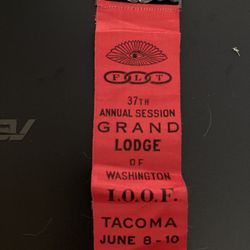 F L T
37TH
ANNUAL SESSION
GRAND
LODGE
OF
WASHINGTON
I.O.O.F.
TACOMA
JUNE 8-10